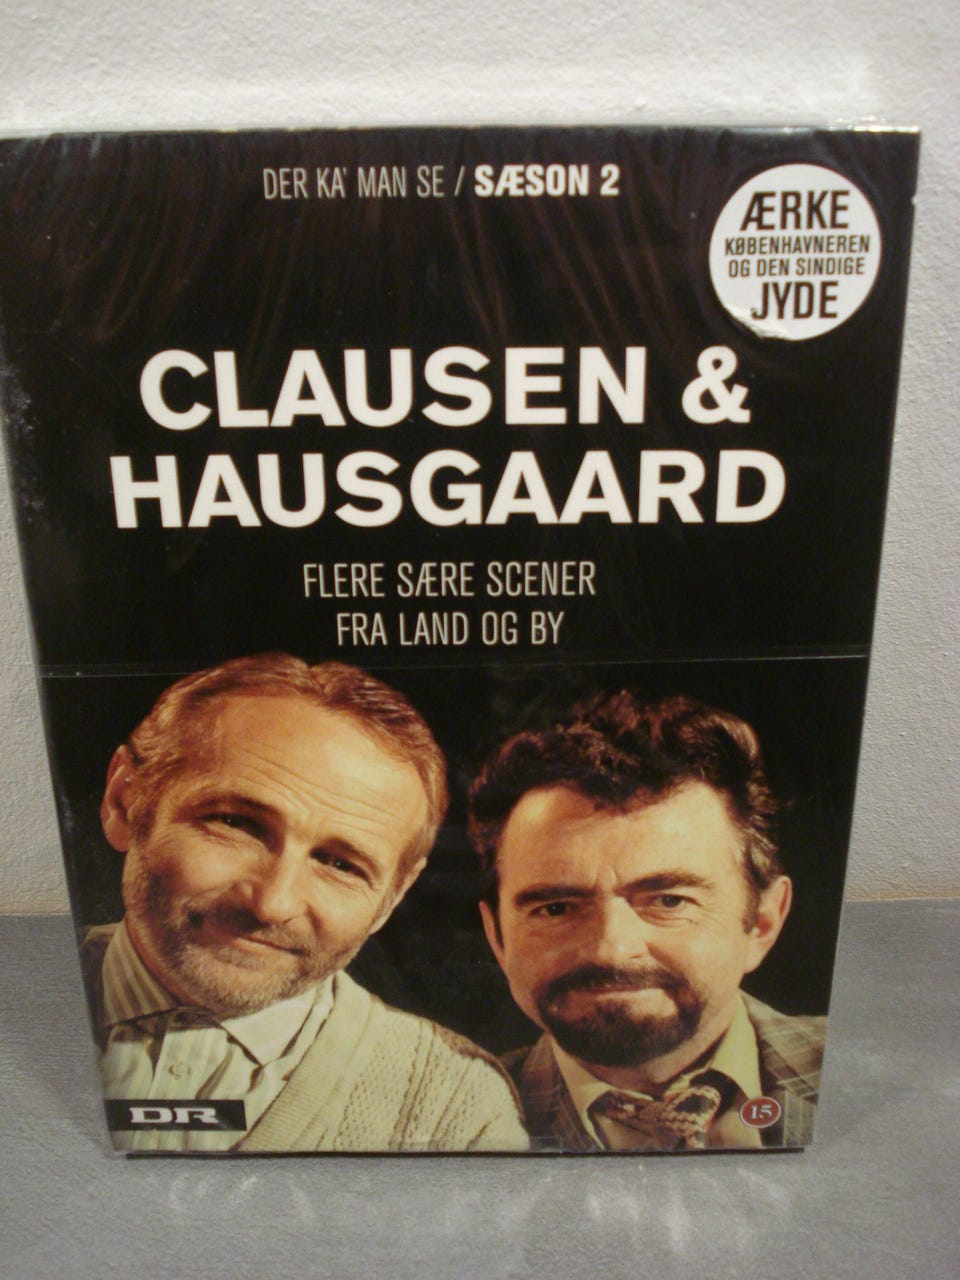 DER KA' MAN SE / SÆSON 2
ÆRKE
KØBENHAVNEREN
OG DEN SINDIGE
JYDE
CLAUSEN &
HAUSGAARD
FLERE SÆRE SCENER
FRA LAND OG BY
DR
15